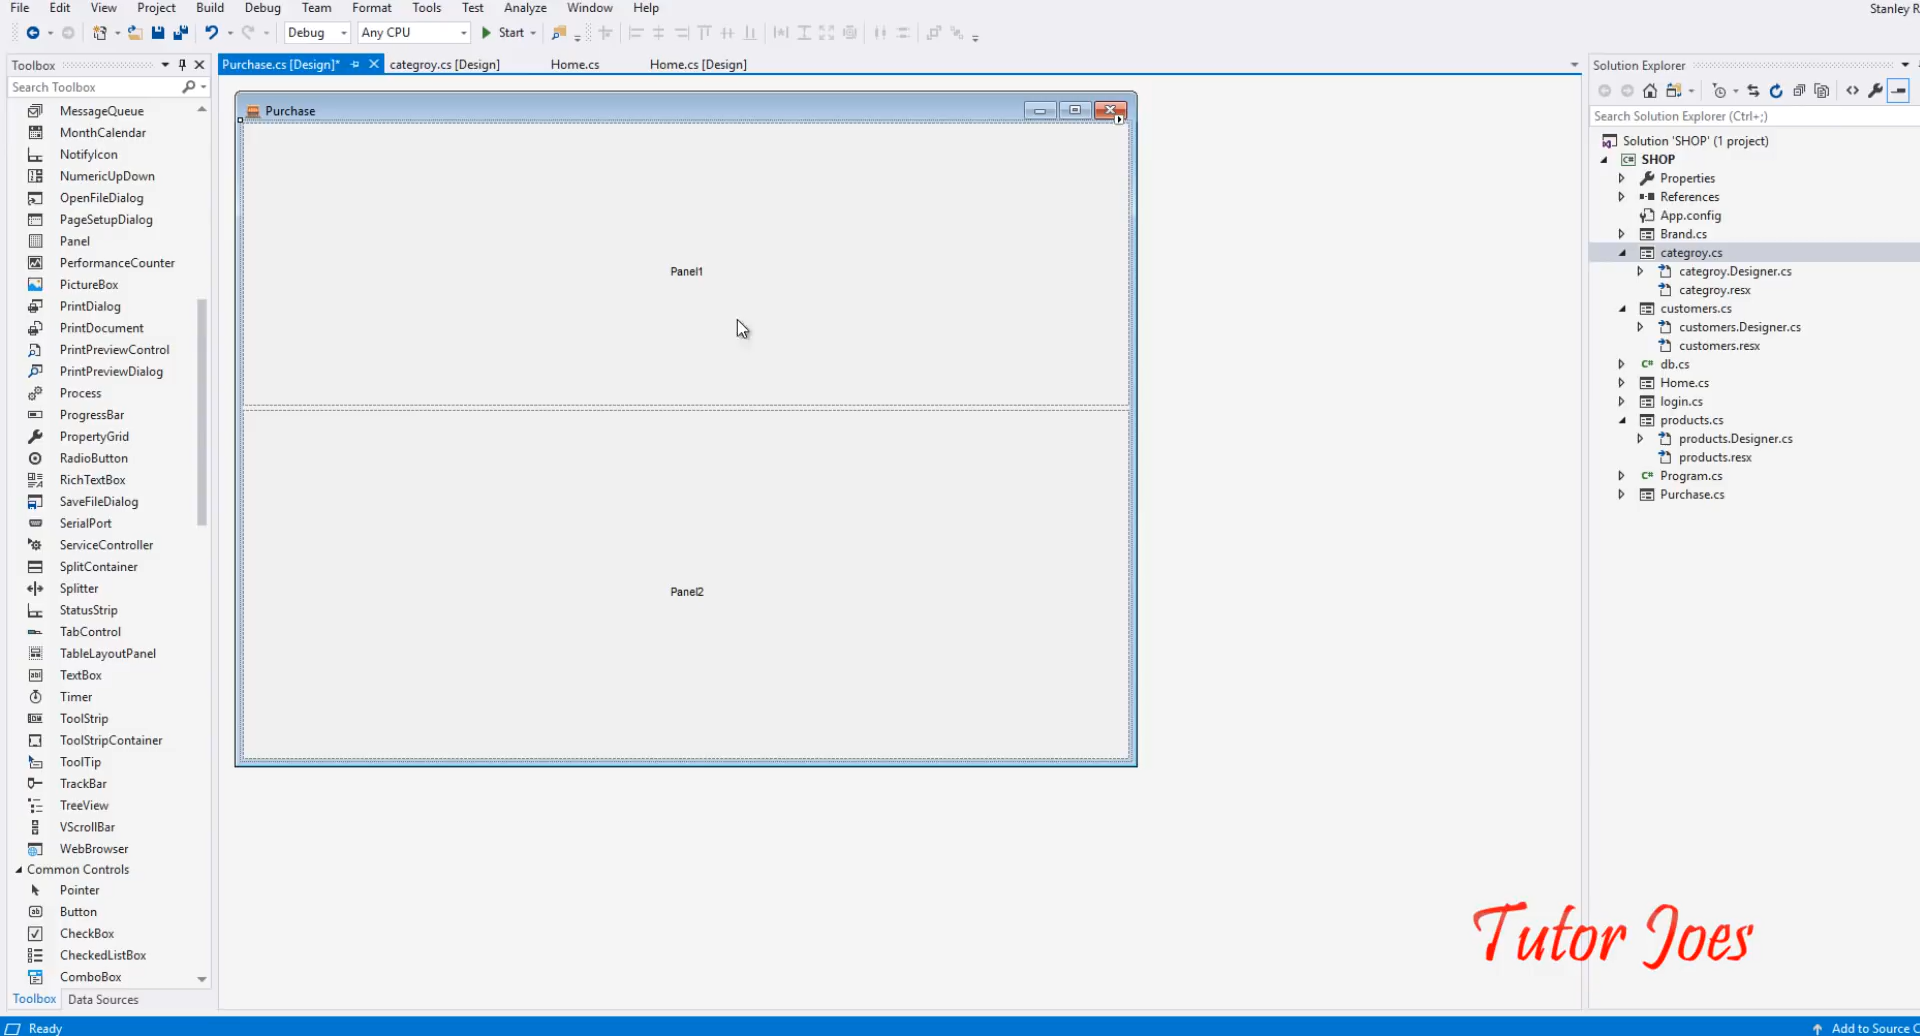 File Edit View Project Build Debug Team Format Tools Test Analyze Window Help
Stanley R
Debug Any CPU Start
Toolbox
Search Toolbox
MessageQueue
MonthCalendar
NotifyIcon
NumericUpDown
OpenFileDialog
PageSetupDialog
Panel
PerformanceCounter
PictureBox
PrintDialog
PrintDocument
PrintPreviewControl
PrintPreviewDialog
Process
ProgressBar
PropertyGrid
RadioButton
RichTextBox
SaveFileDialog
SerialPort
ServiceController
SplitContainer
Splitter
StatusStrip
TabControl
TableLayoutPanel
TextBox
Timer
ToolStrip
ToolStripContainer
ToolTip
TrackBar
TreeView
VScrollBar
WebBrowser
Common Controls
Pointer
Button
CheckBox
CheckedListBox
ComboBox
Toolbox Data Sources
Purchase.cs [Design]* categroy.cs [Design] Home.cs Home.cs [Design]
Purchase
Panel1
Panel2
Solution Explorer
Search Solution Explorer (Ctrl+;)
Solution 'SHOP' (1 project)
SHOP
Properties
References
App.config
Brand.cs
categroy.cs
categroy.Designer.cs
categroy.resx
customers.cs
customers.Designer.cs
customers.resx
db.cs
Home.cs
login.cs
products.cs
products.Designer.cs
products.resx
Program.cs
Purchase.cs
Tutor Joes
Ready
Add to Source C